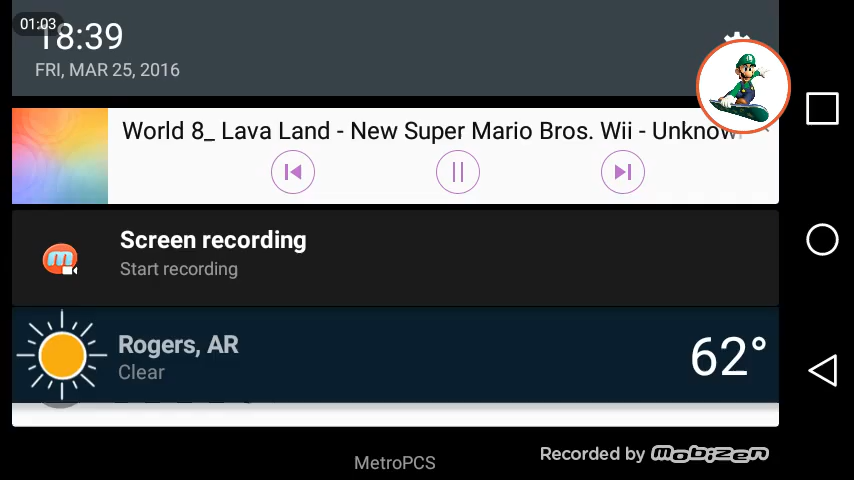 01:03
18:39
FRI, MAR 25, 2016
World 8_ Lava Land - New Super Mario Bros. Wii - Unknow
Screen recording
Start recording
Rogers, AR
62°
Clear
MetroPCS
Recorded by Mobizen